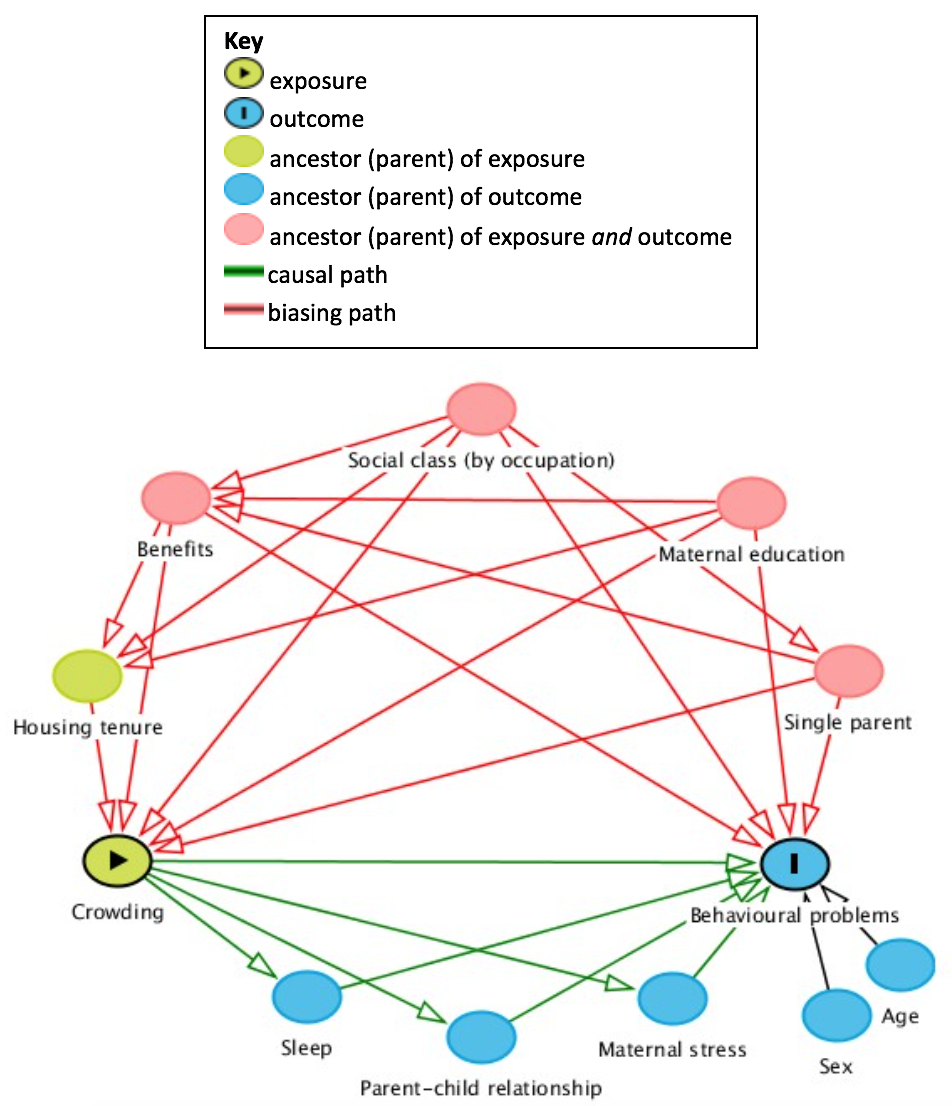 Key
exposure
outcome
ancestor (parent) of exposure
ancestor (parent) of outcome
ancestor (parent) of exposure and outcome
causal path
biasing path
Social class (by occupation)
Benefits
Maternal education
Housing tenure
Single parent
Crowding
Behavioural problems
Age
Sleep
Maternal stress
Sex
Parent-child relationship